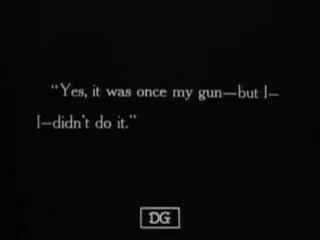 "Yes, it was once my gun—but I—
I—didn't do it."
DG